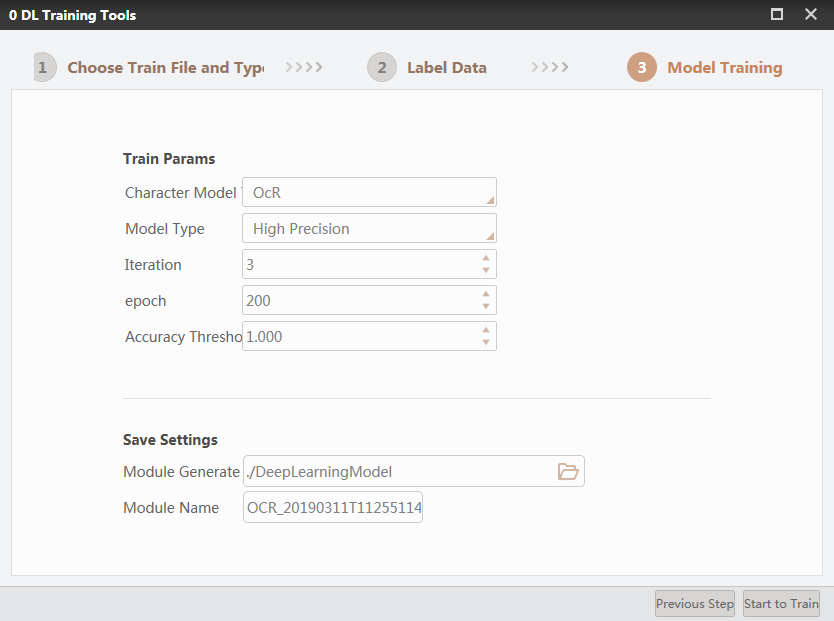 0 DL Training Tools
1 Choose Train File and Type >>>> 2 Label Data >>>> 3 Model Training
Train Params
Character Model OcR
Model Type High Precision
Iteration 3
epoch 200
Accuracy Thresho 1.000
Save Settings
Module Generate ./DeepLearningModel
Module Name OCR_20190311T11255114
Previous Step Start to Train